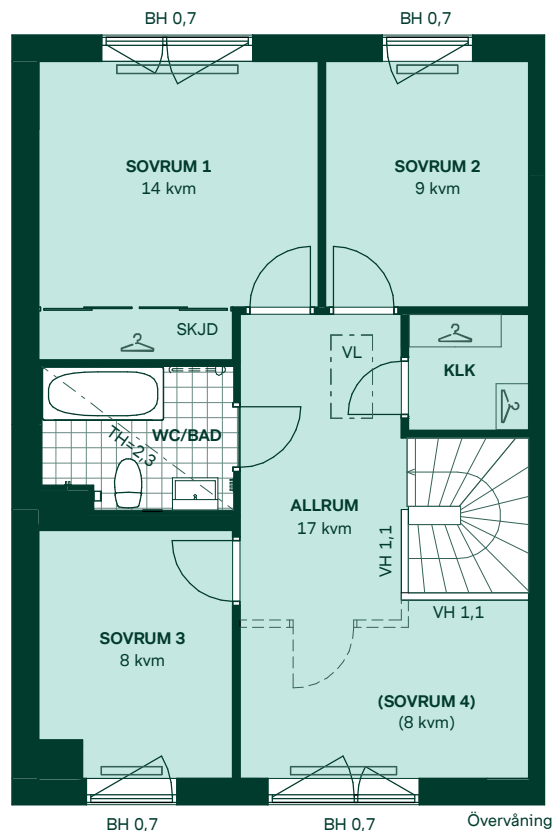 BH 0,7
BH 0,7
SOVRUM 1
14 kvm
SOVRUM 2
9 kvm
SKJD
VL
KLK
WC/BAD
TH=2,3
ALLRUM
17 kvm
VH 1,1
VH 1,1
SOVRUM 3
8 kvm
(SOVRUM 4)
(8 kvm)
BH 0,7
BH 0,7
Övervåning